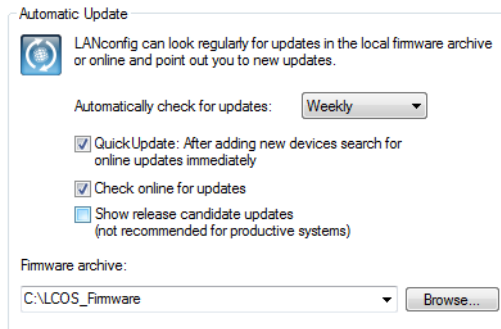 Automatic Update
LANconfig can look regularly for updates in the local firmware archive
or online and point out you to new updates.
Automatically check for updates: Weekly
QuickUpdate: After adding new devices search for
online updates immediately
Check online for updates
Show release candidate updates
(not recommended for productive systems)
Firmware archive:
C:\LCOS_Firmware Browse...